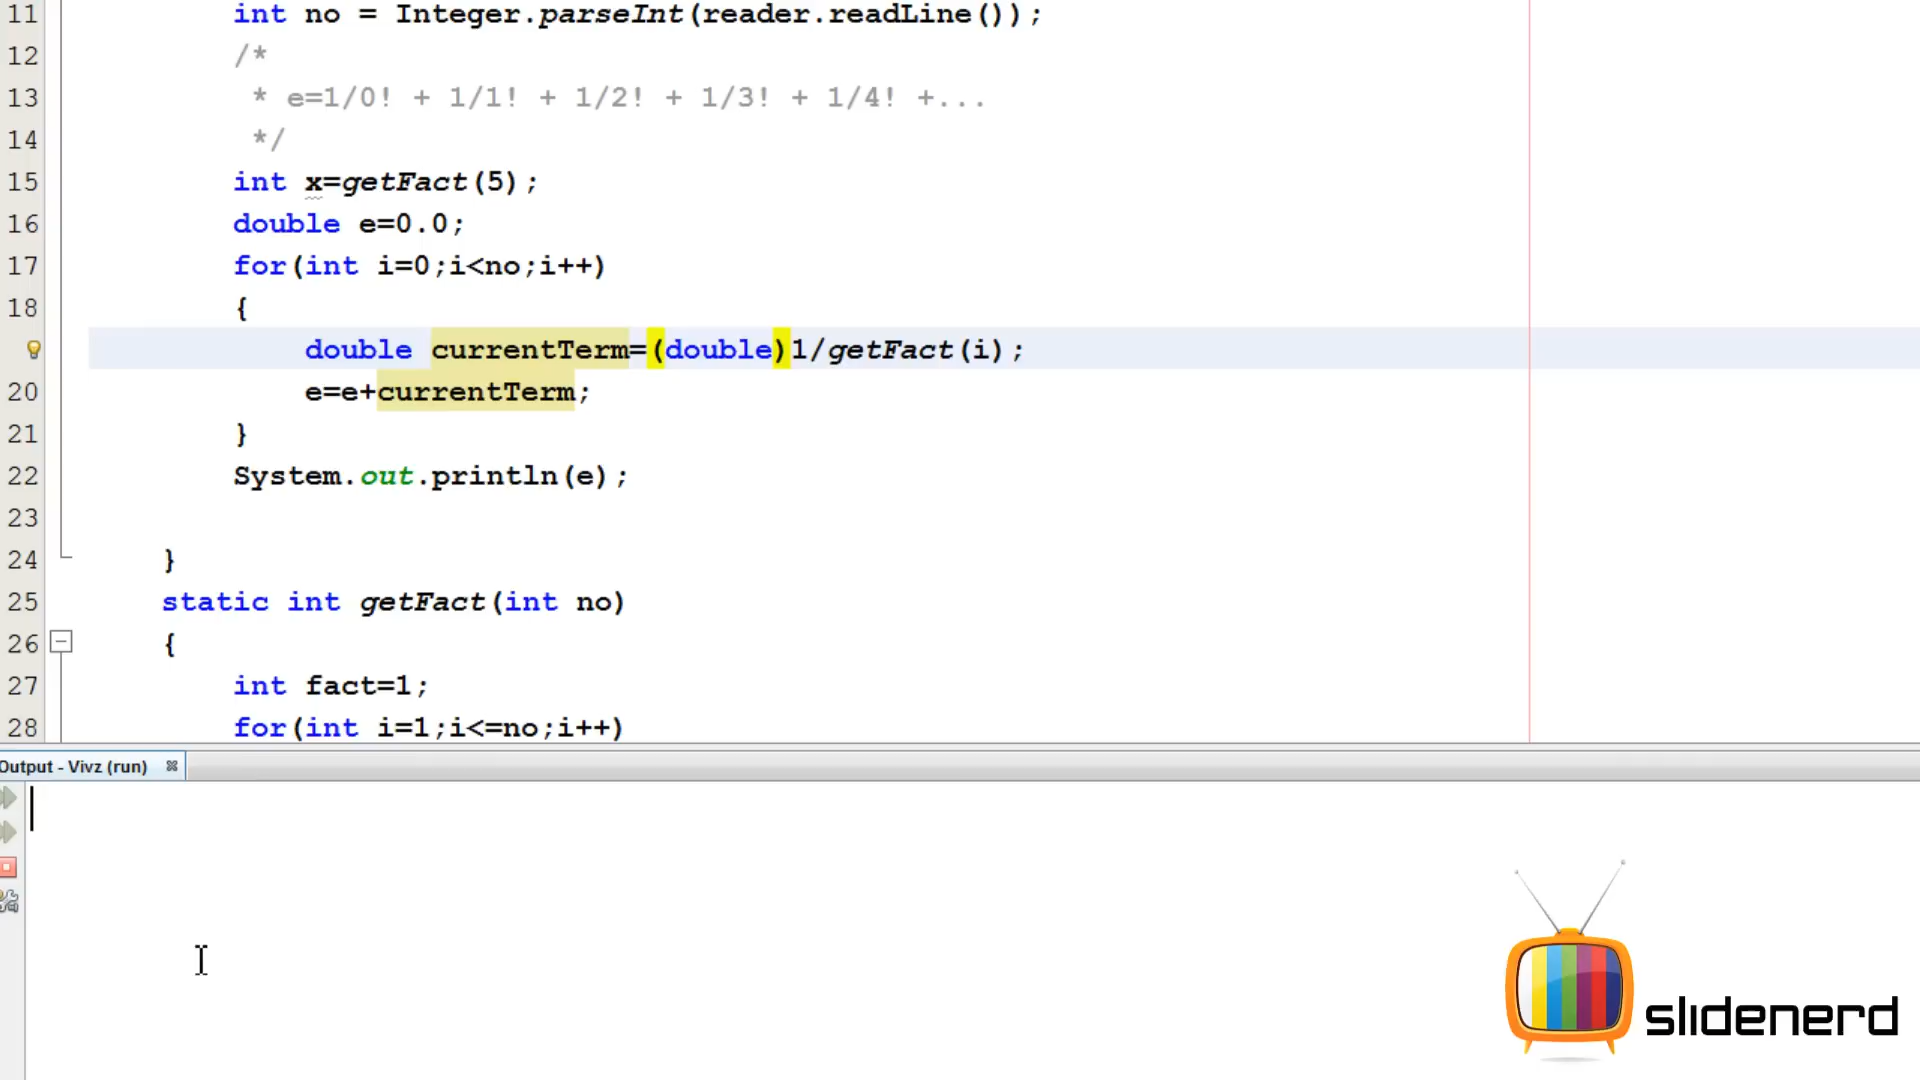 11 int no = Integer.parseInt(reader.readLine());
12 /*
13 * e=1/0! + 1/1! + 1/2! + 1/3! + 1/4! +...
14 */
15 int x=getFact(5);
16 double e=0.0;
17 for(int i=0;i<no;i++)
18 {
double currentTerm=(double)1/getFact(i);
20 e=e+currentTerm;
21 }
22 System.out.println(e);
23
24 }
25 static int getFact(int no)
26 {
27 int fact=1;
28 for(int i=1;i<=no;i++)
Output - Vivz (run)
slidenerd